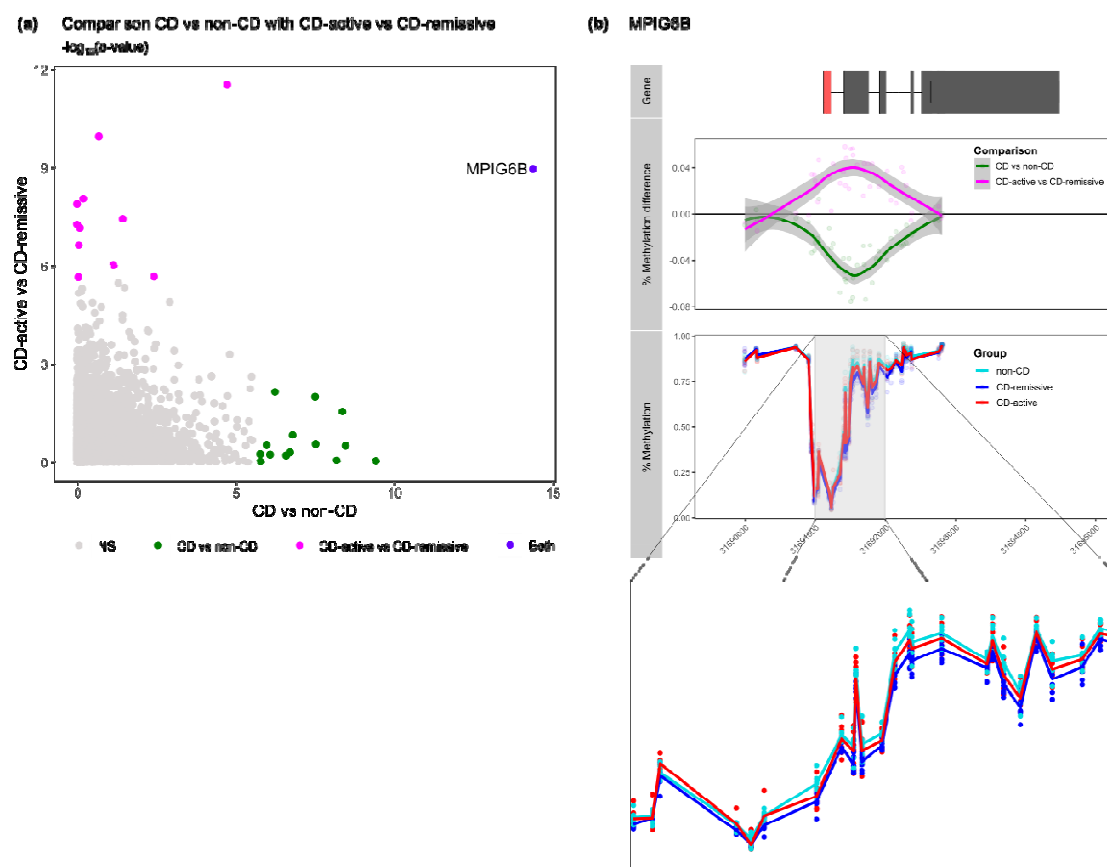 (a) Comparison CD vs non-CD with CD-active vs CD-remissive
-log10(p-value)
12
9
6
3
0
CD-active vs CD-remissive
MPIG6B
0
5
10
15
CD vs non-CD
NS
CD vs non-CD
CD-active vs CD-remissive
Both
(b) MPIG6B
Gene
% Methylation difference
0.04
0.00
-0.04
-0.08
Comparison
CD vs non-CD
CD-active vs CD-remissive
% Methylation
1.00
0.75
0.50
0.25
0.00
Group
non-CD
CD-remissive
CD-active